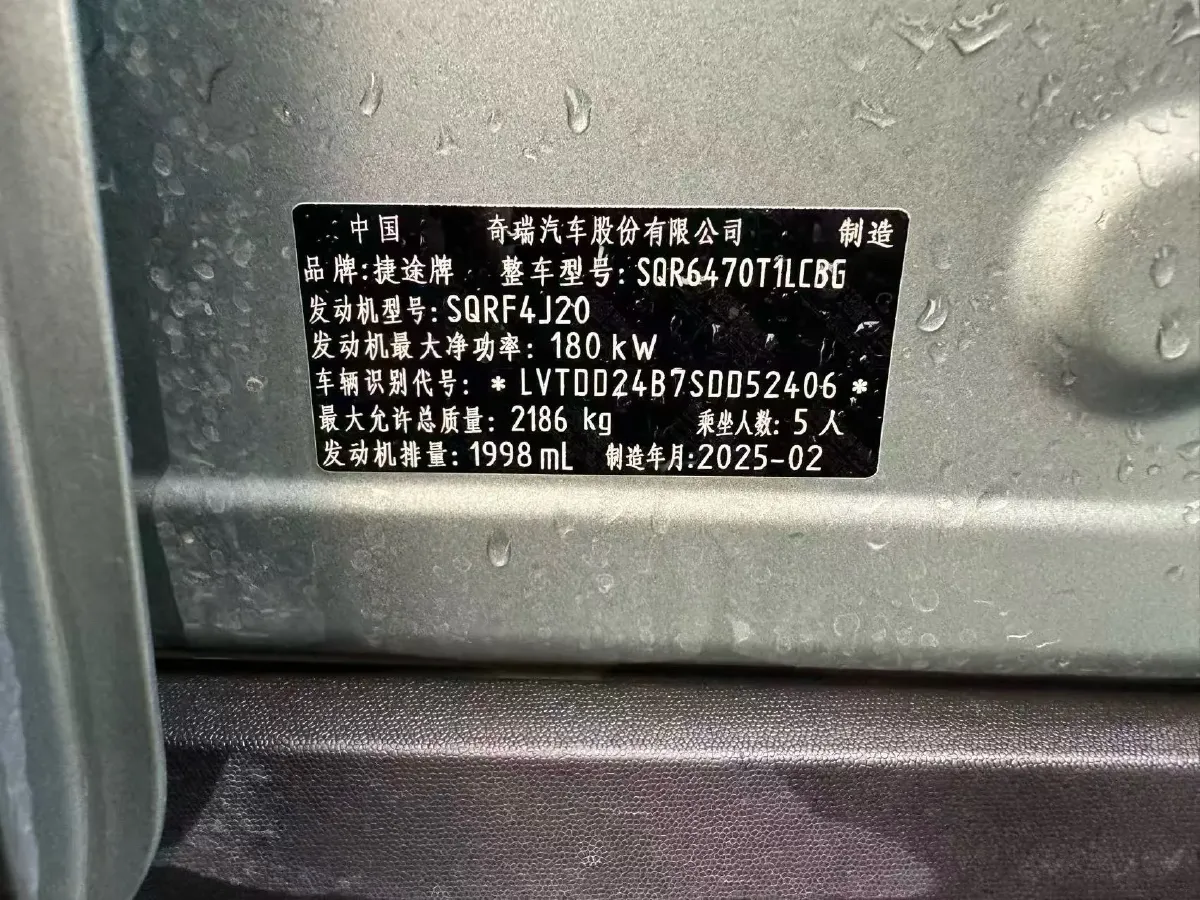 中国 奇瑞汽车股份有限公司 制造
品牌:捷途牌 整车型号:SQR6470T1LCBG
发动机型号:SQRF4J20
发动机最大净功率: 180 kW
车辆识别代号: * LVTDD24B7SDD52406 *
最大允许总质量: 2186 kg 乘坐人数: 5 人
发动机排量: 1998 mL 制造年月:2025-02